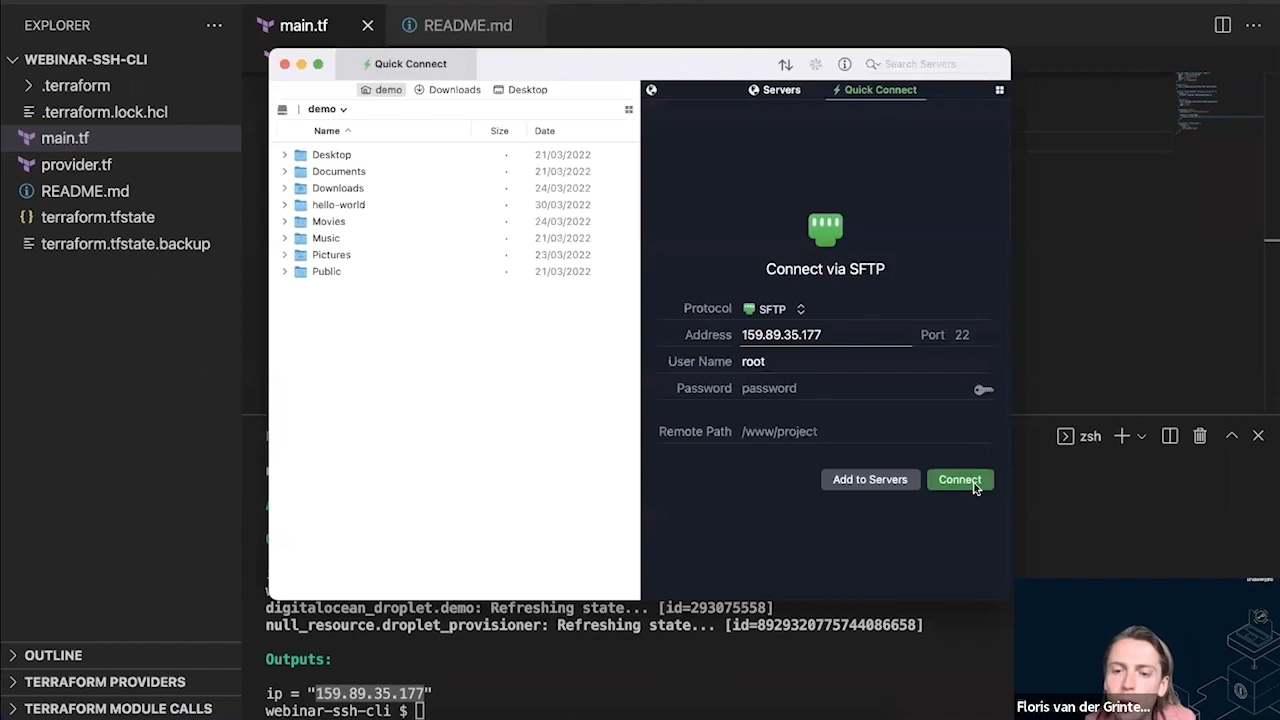 EXPLORER
main.tf
README.md
WEBINAR-SSH-CLI
.terraform
.terraform.lock.hcl
main.tf
provider.tf
README.md
terraform.tfstate
terraform.tfstate.backup
OUTLINE
TERRAFORM PROVIDERS
TERRAFORM MODULE CALLS
Quick Connect
Search Servers
demo
Downloads
Desktop
demo
Name
Size
Date
Desktop 21/03/2022
Documents 21/03/2022
Downloads 24/03/2022
hello-world 30/03/2022
Movies 24/03/2022
Music 21/03/2022
Pictures 23/03/2022
Public 21/03/2022
Servers
Quick Connect
Connect via SFTP
Protocol SFTP
Address 159.89.35.177 Port 22
User Name root
Password password
Remote Path /www/project
Add to Servers
Connect
zsh
digitalocean_droplet.demo: Refreshing state... [id=293075558]
null_resource.droplet_provisioner: Refreshing state... [id=8929320775744086658]
Outputs:
ip = "159.89.35.177"
webinar-ssh-cli $
Floris van der Grinte...